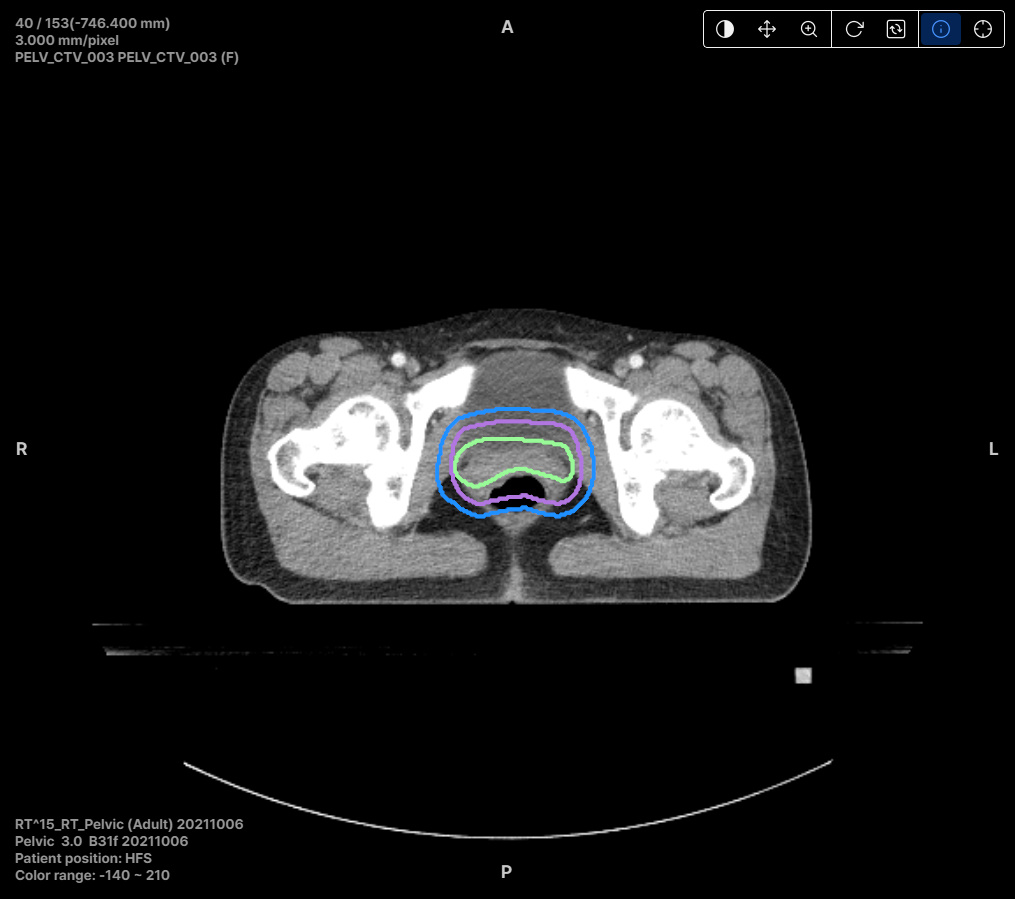 40 / 153(-746.400 mm)
3.000 mm/pixel
PELV_CTV_003 PELV_CTV_003 (F)
A
R
L
RT^15_RT_Pelvic (Adult) 20211006
Pelvic  3.0  B31f 20211006
Patient position: HFS
Color range: -140 ~ 210
P